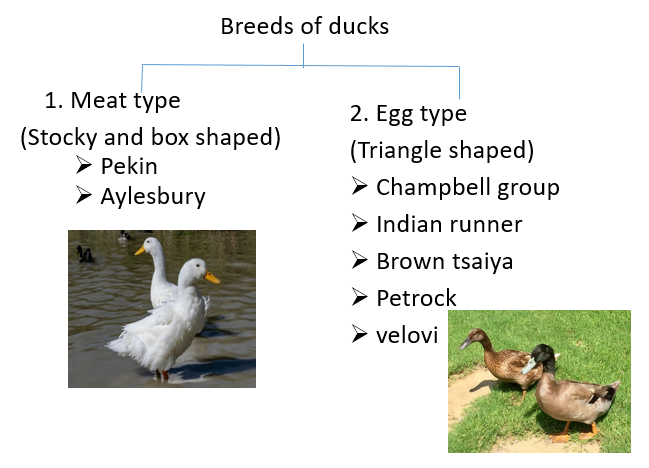 Breeds of ducks
1. Meat type
(Stocky and box shaped)
➢ Pekin
➢ Aylesbury
2. Egg type
(Triangle shaped)
➢ Champbell group
➢ Indian runner
➢ Brown tsaiya
➢ Petrock
➢ velovi